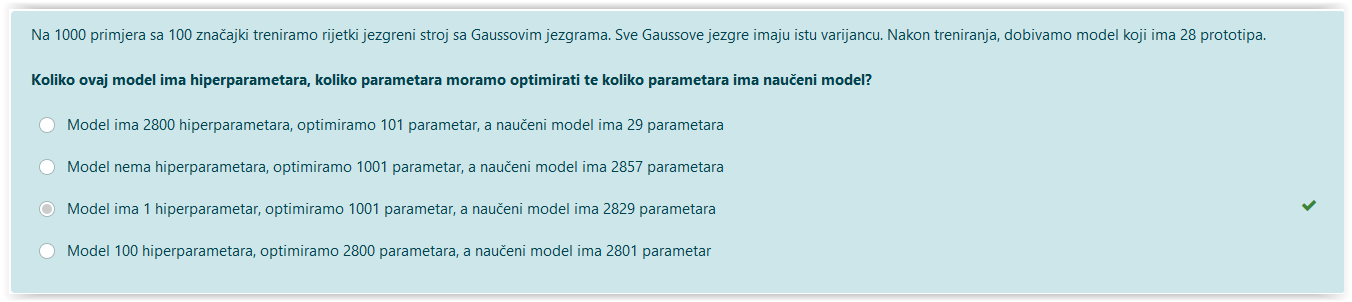 Na 1000 primjera sa 100 značajki treniramo rijetki jezgreni stroj sa Gaussovim jezgrama. Sve Gaussove jezgre imaju istu varijancu. Nakon treniranja, dobivamo model koji ima 28 prototipa.
Koliko ovaj model ima hiperparametara, koliko parametara moramo optimirati te koliko parametara ima naučeni model?
Model ima 2800 hiperparametara, optimiramo 101 parametar, a naučeni model ima 29 parametara
Model nema hiperparametara, optimiramo 1001 parametar, a naučeni model ima 2857 parametara
Model ima 1 hiperparametar, optimiramo 1001 parametar, a naučeni model ima 2829 parametara
Model 100 hiperparametara, optimiramo 2800 parametara, a naučeni model ima 2801 parametar